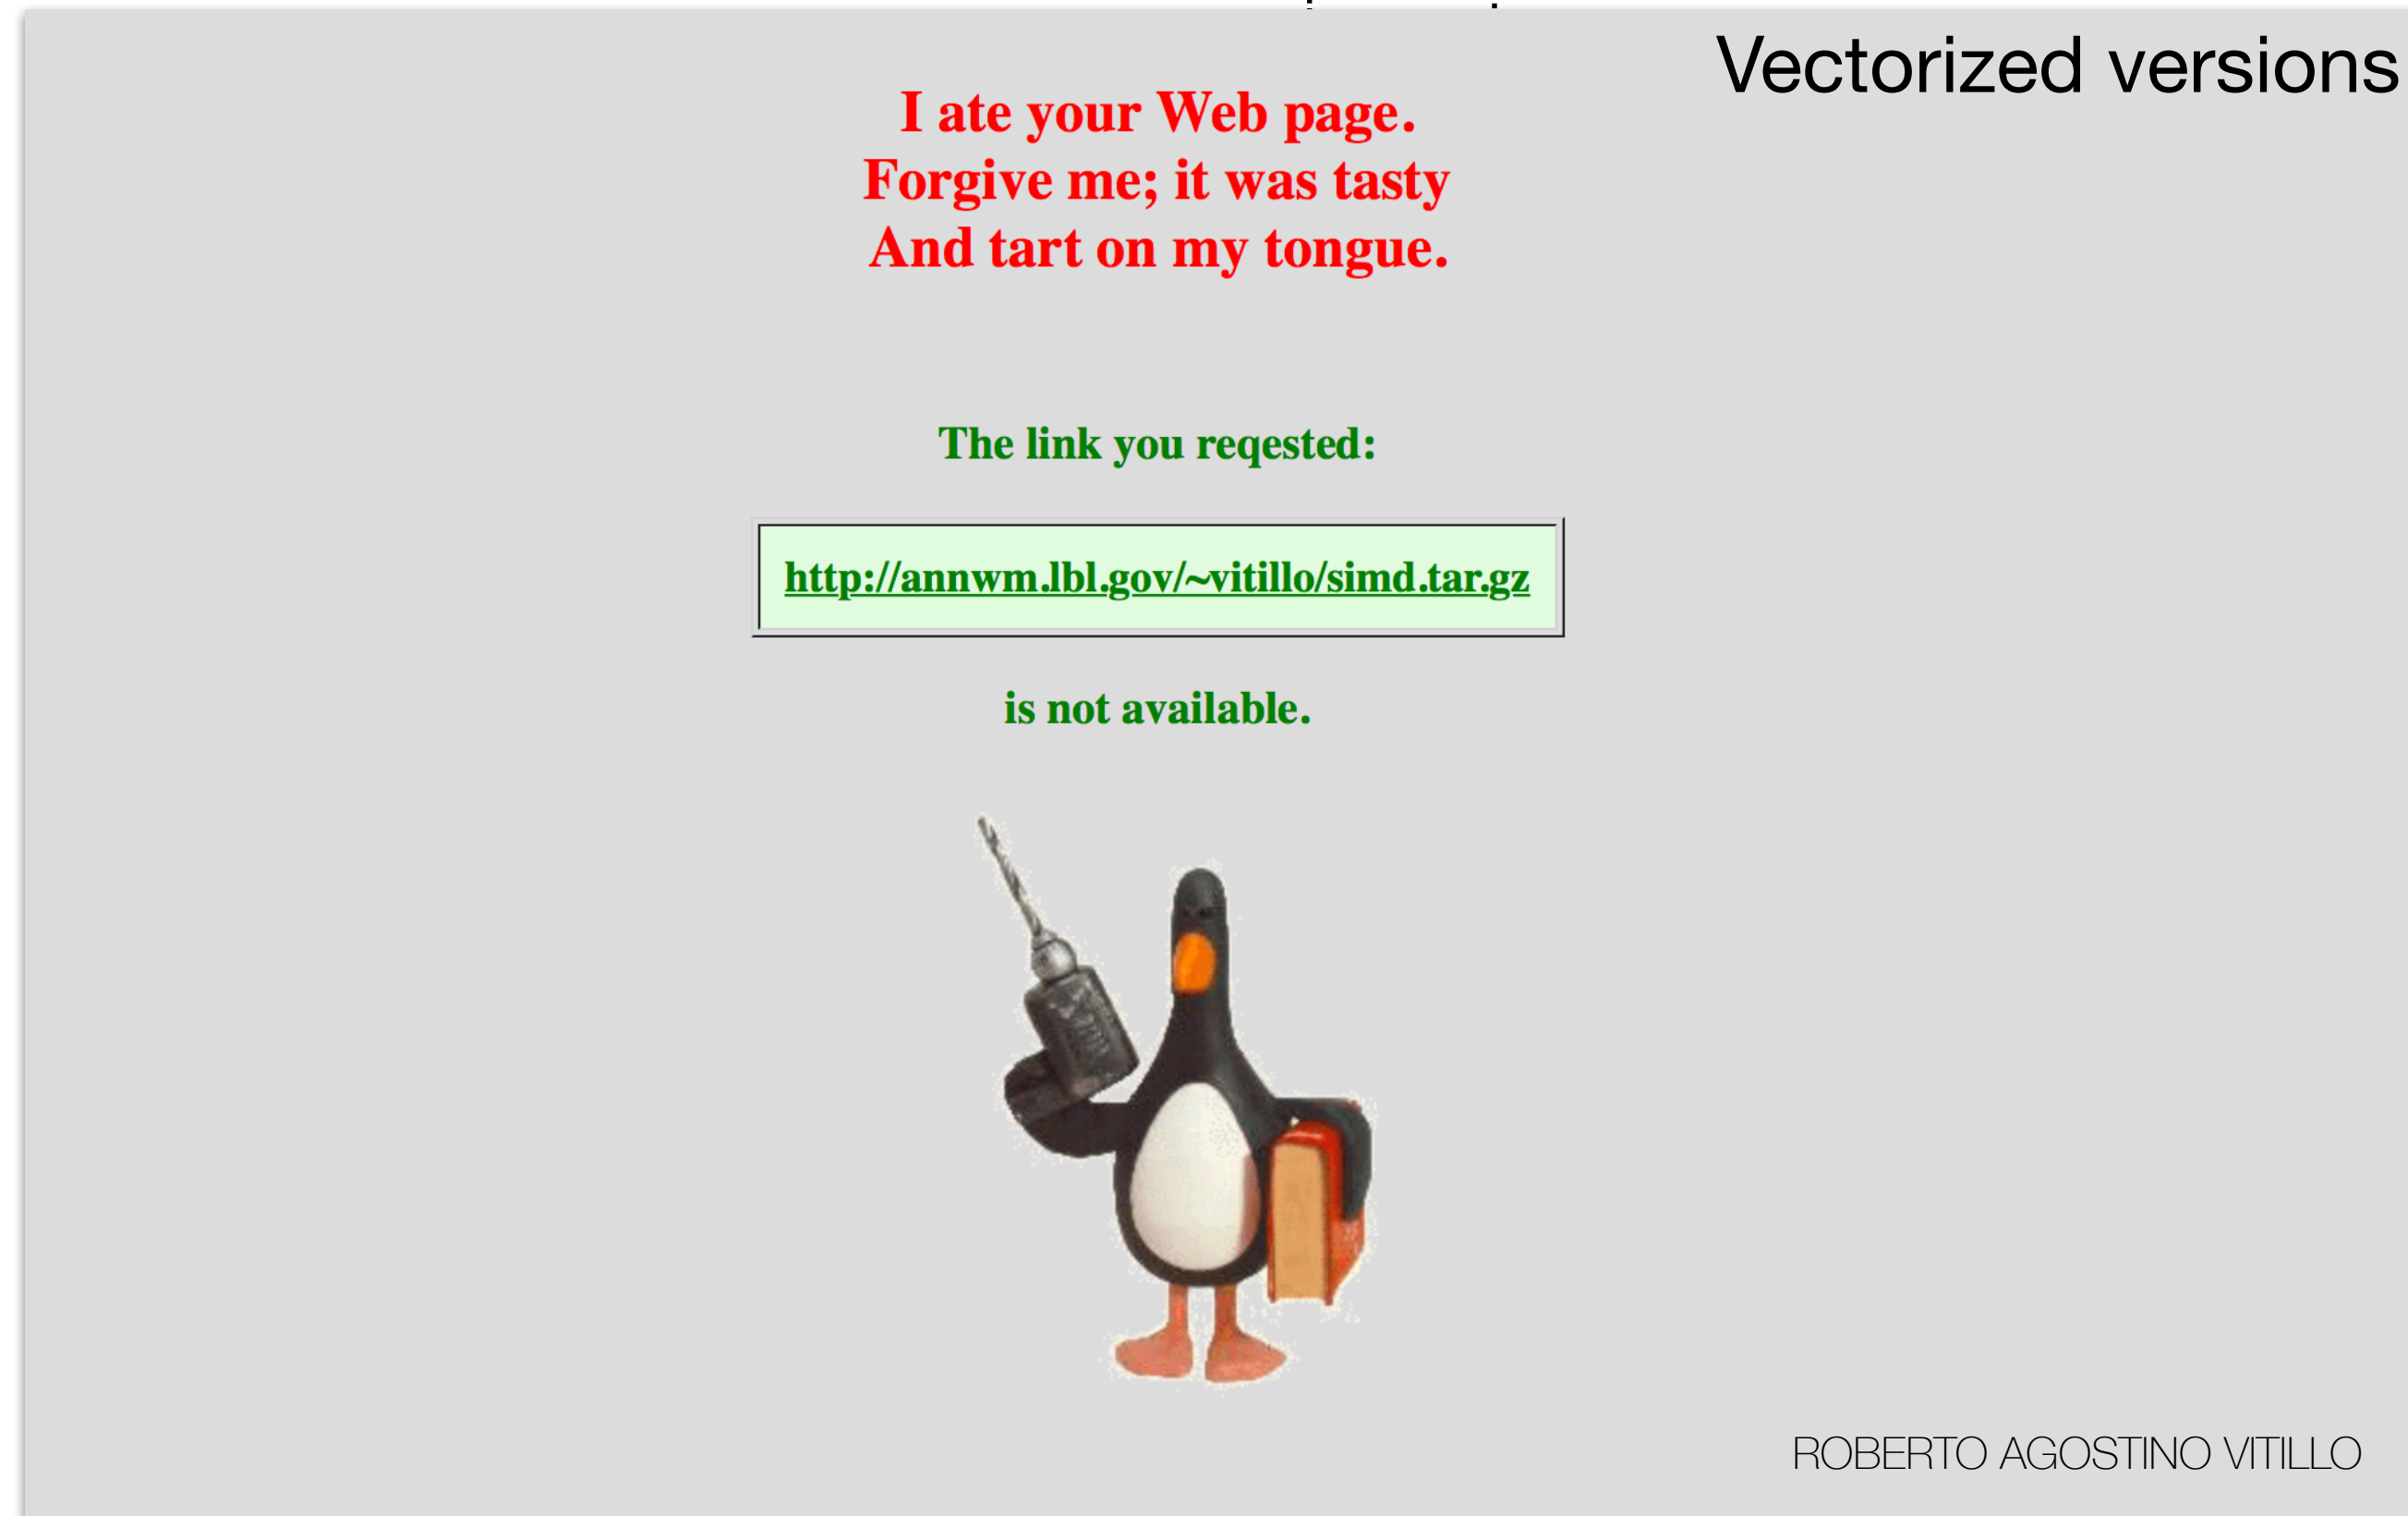 Vectorized versions
I ate your Web page.
Forgive me; it was tasty
And tart on my tongue.
The link you reqested:
http://annwm.lbl.gov/~vitillo/simd.tar.gz
is not available.
ROBERTO AGOSTINO VITILLO